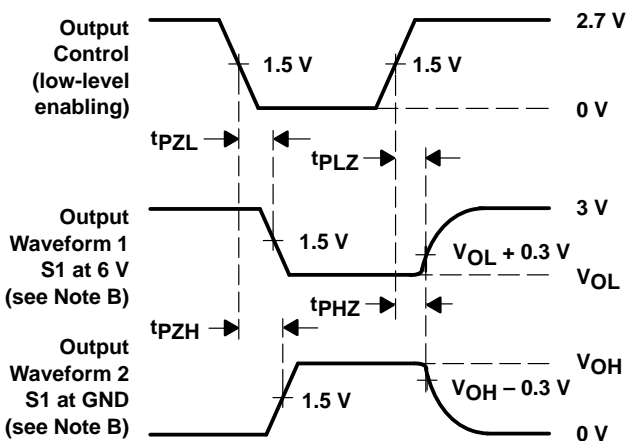 Output
Control
(low-level
enabling)
2.7 V
1.5 V
1.5 V
0 V
tPZL
tPLZ
Output
Waveform 1
S1 at 6 V
(see Note B)
3 V
1.5 V
VOL + 0.3 V
VOL
tPZH
tPHZ
Output
Waveform 2
S1 at GND
(see Note B)
VOH
1.5 V
VOH – 0.3 V
0 V